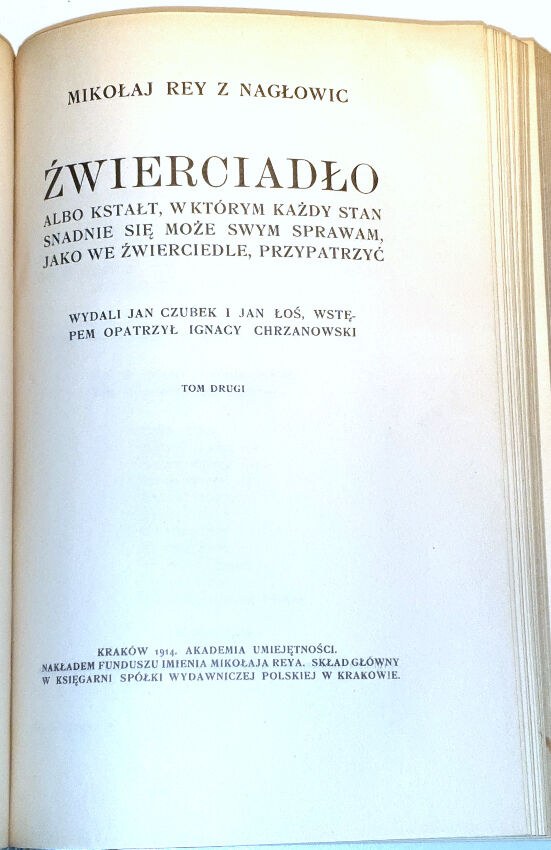 MIKOŁAJ REY Z NAGŁOWIC
ŹWIERCIADŁO
ALBO KSTAŁT, W KTÓRYM KAŻDY STAN
SNADNIE SIĘ MOŻE SWYM SPRAWAM,
JAKO WE ŹWIERCIEDLE, PRZYPATRZYĆ
WYDALI JAN CZUBEK I JAN ŁOŚ, WSTĘ-
PEM OPATRZYŁ IGNACY CHRZANOWSKI
TOM DRUGI
KRAKÓW 1914. AKADEMIA UMIEJĘTNOŚCI.
NAKŁADEM FUNDUSZU IMIENIA MIKOŁAJA REYA. SKŁAD GŁÓWNY
W KSIĘGARNI SPÓŁKI WYDAWNICZEJ POLSKIEJ W KRAKOWIE.